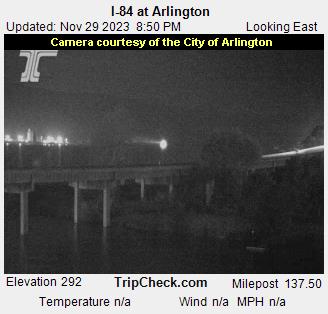 I-84 at Arlington
Updated: Nov 29 2023 8:50 PM Looking East
Camera courtesy of the City of Arlington
Elevation 292 TripCheck.com Milepost 137.50
Temperature n/a Wind n/a MPH n/a